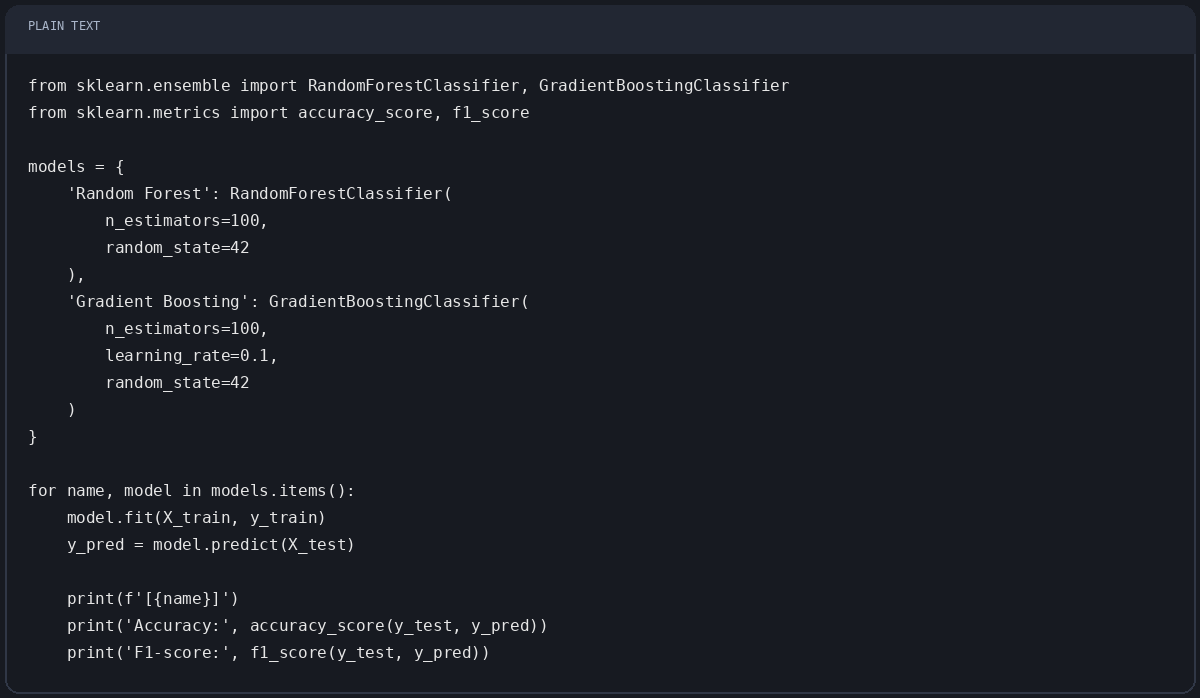 PLAIN TEXT
from sklearn.ensemble import RandomForestClassifier, GradientBoostingClassifier
from sklearn.metrics import accuracy_score, f1_score

models = {
    'Random Forest': RandomForestClassifier(
        n_estimators=100,
        random_state=42
    ),
    'Gradient Boosting': GradientBoostingClassifier(
        n_estimators=100,
        learning_rate=0.1,
        random_state=42
    )
}

for name, model in models.items():
    model.fit(X_train, y_train)
    y_pred = model.predict(X_test)

    print(f'[{name}]')
    print('Accuracy:', accuracy_score(y_test, y_pred))
    print('F1-score:', f1_score(y_test, y_pred))